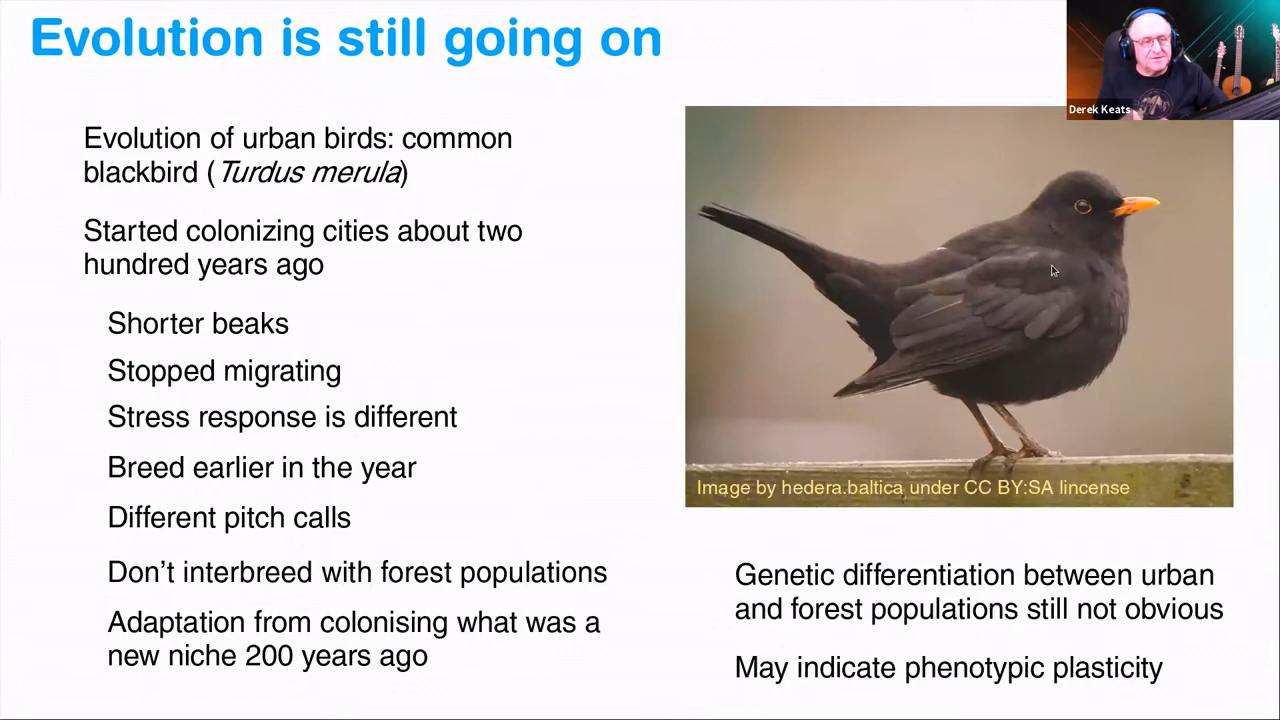 Evolution is still going on
Derek Keats
Evolution of urban birds: common
blackbird (Turdus merula)
Started colonizing cities about two
hundred years ago
Shorter beaks
Stopped migrating
Stress response is different
Breed earlier in the year
Different pitch calls
Don’t interbreed with forest populations
Adaptation from colonising what was a
new niche 200 years ago
Image by hedera.baltica under CC BY:SA lincense
Genetic differentiation between urban
and forest populations still not obvious
May indicate phenotypic plasticity